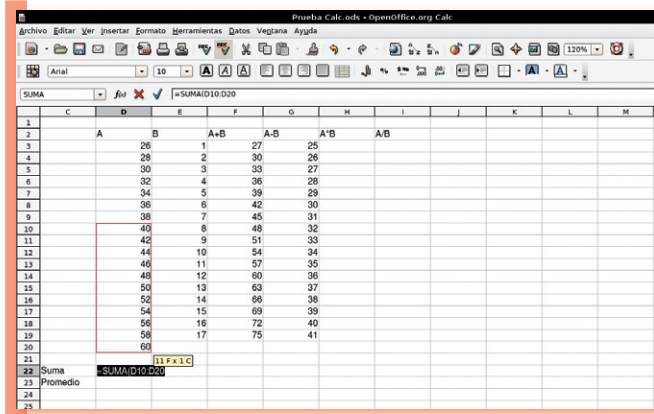 Prueba Calc.ods - OpenOffice.org Calc
Archivo Editar Ver Insertar Formato Herramientas Datos Ventana Ayuda
120%
Arial 10 A A A
SUMA f(x) =SUMA(D10:D20
C D E F G H I J K L M
1
2 A B A+B A-B A*B A/B
3 26 1 27 25
4 28 2 30 26
5 30 3 33 27
6 32 4 36 28
7 34 5 39 29
8 36 6 42 30
9 38 7 45 31
10 40 8 48 32
11 42 9 51 33
12 44 10 54 34
13 46 11 57 35
14 48 12 60 36
15 50 13 63 37
16 52 14 66 38
17 54 15 69 39
18 56 16 72 40
19 58 17 75 41
20 60
21 11 F x 1 C
22 Suma =SUMA(D10:D20
23 Promedio
24
25